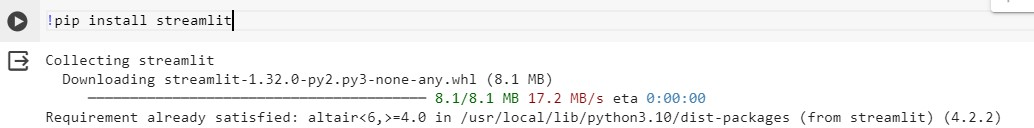 !pip install streamlit
Collecting streamlit
Downloading streamlit-1.32.0-py2.py3-none-any.whl (8.1 MB)
8.1/8.1 MB 17.2 MB/s eta 0:00:00
Requirement already satisfied: altair<6,>=4.0 in /usr/local/lib/python3.10/dist-packages (from streamlit) (4.2.2)